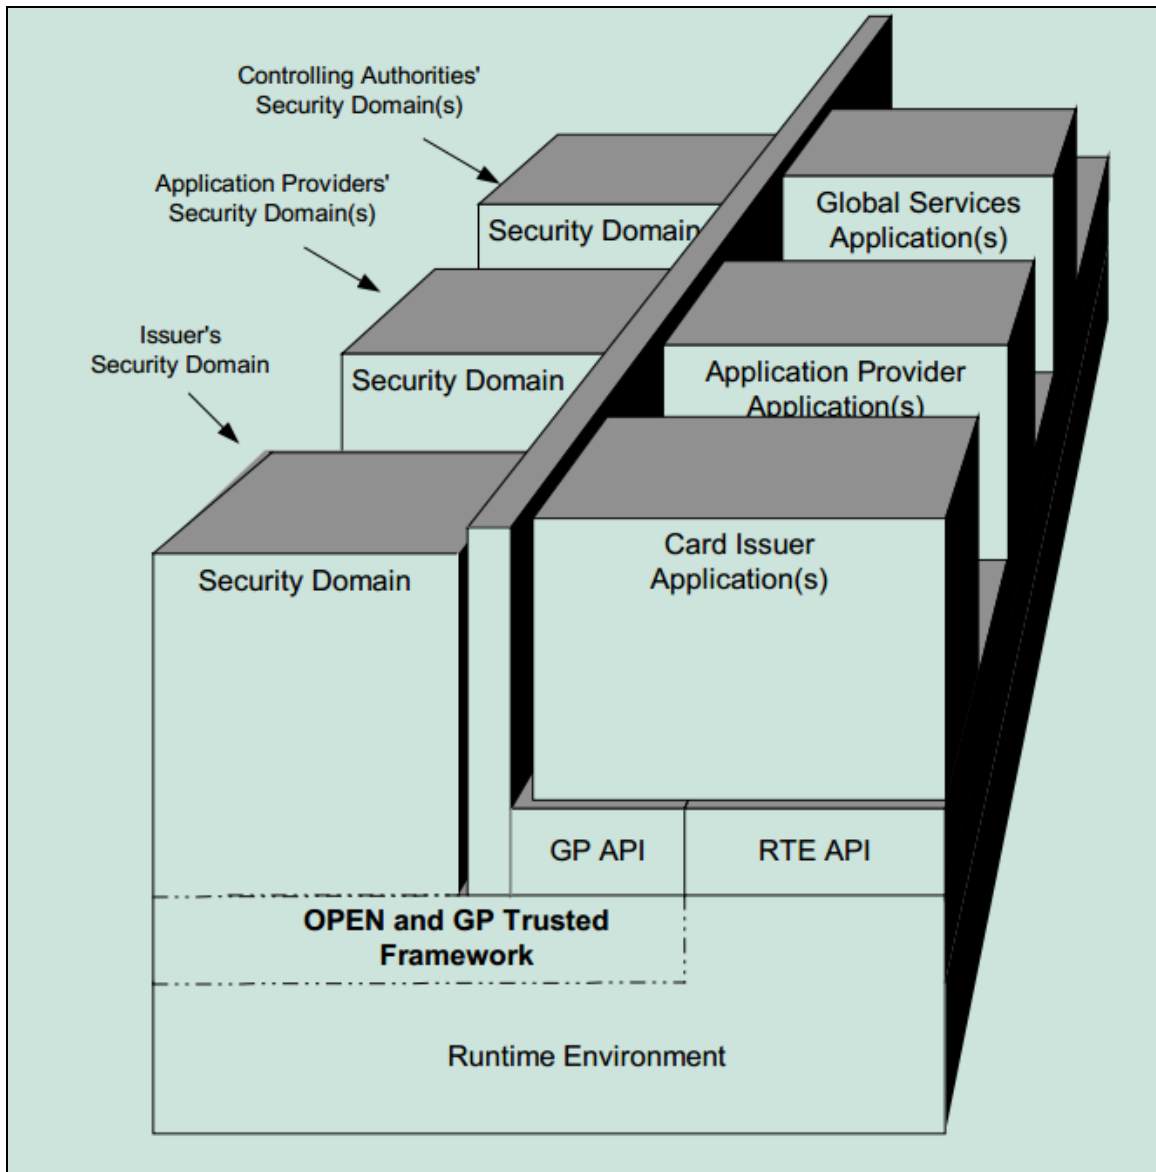 Controlling Authorities'
Security Domain(s)
Application Providers'
Security Domain(s)
Issuer's
Security Domain
Security Domain
Global Services
Application(s)
Security Domain
Application Provider
Application(s)
Security Domain
Card Issuer
Application(s)
GP API
RTE API
OPEN and GP Trusted
Framework
Runtime Environment